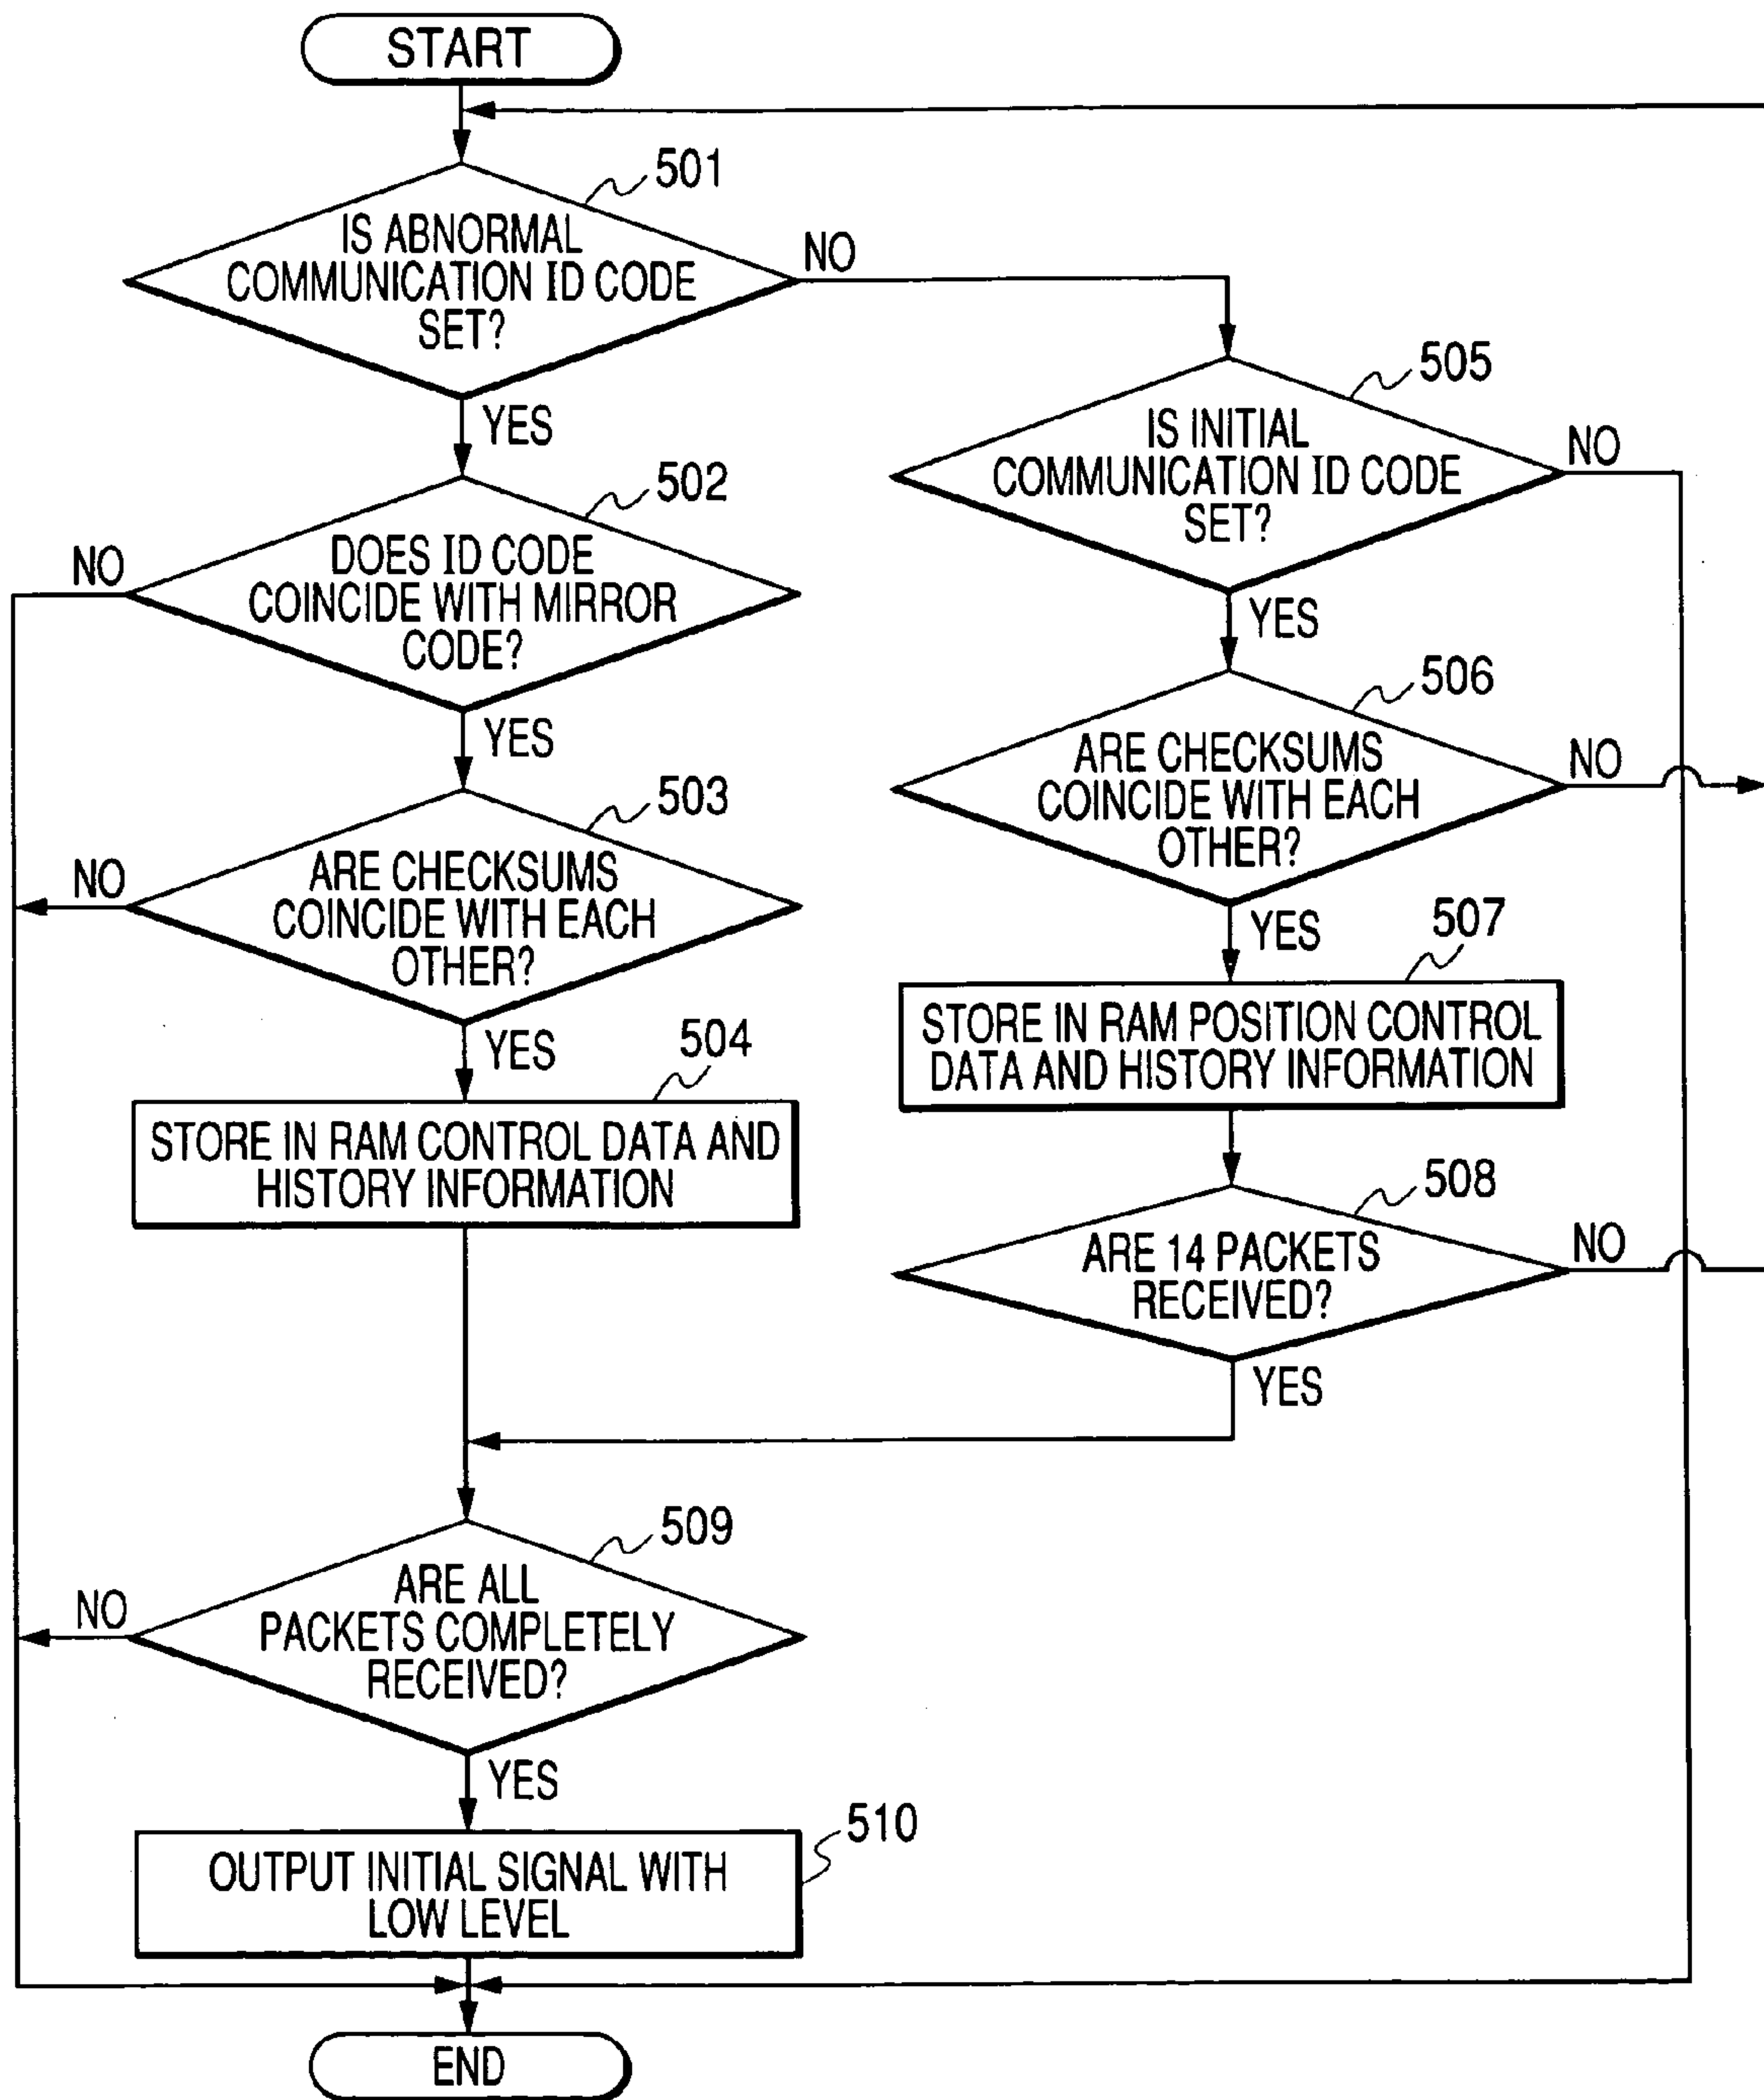 START
501
IS ABNORMAL
COMMUNICATION ID CODE
SET?
NO
YES
502
DOES ID CODE
COINCIDE WITH MIRROR
CODE?
NO
YES
503
ARE CHECKSUMS
COINCIDE WITH EACH
OTHER?
NO
YES
504
STORE IN RAM CONTROL DATA AND
HISTORY INFORMATION
505
IS INITIAL
COMMUNICATION ID CODE
SET?
NO
YES
506
ARE CHECKSUMS
COINCIDE WITH EACH
OTHER?
NO
YES
507
STORE IN RAM POSITION CONTROL
DATA AND HISTORY INFORMATION
508
ARE 14 PACKETS
RECEIVED?
NO
YES
509
ARE ALL
PACKETS COMPLETELY
RECEIVED?
NO
YES
510
OUTPUT INITIAL SIGNAL WITH
LOW LEVEL
END